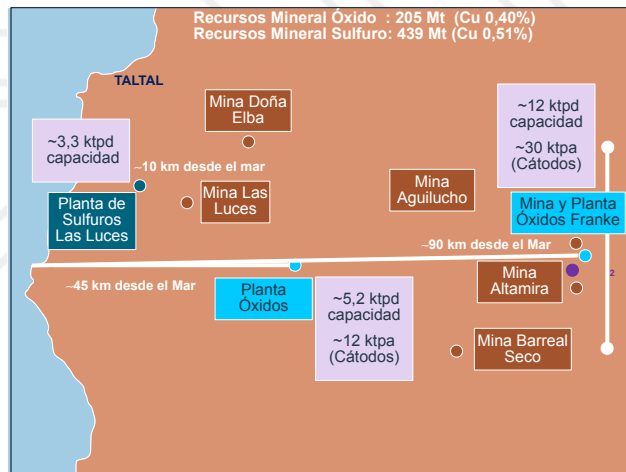 Recursos Mineral Óxido : 205 Mt (Cu 0,40%)
Recursos Mineral Sulfuro: 439 Mt (Cu 0,51%)
TALTAL
Mina Doña
Elba
~12 ktpd
capacidad
~30 ktpa
(Cátodos)
~3,3 ktpd
capacidad
~10 km desde el mar
Mina Las
Luces
Mina
Aguilucho
Planta de
Sulfuros
Las Luces
Mina y Planta
Óxidos Franke
~90 km desde el Mar
~45 km desde el Mar
Planta
Óxidos
Mina
Altamira
2
~5,2 ktpd
capacidad
~12 ktpa
(Cátodos)
Mina Barreal
Seco